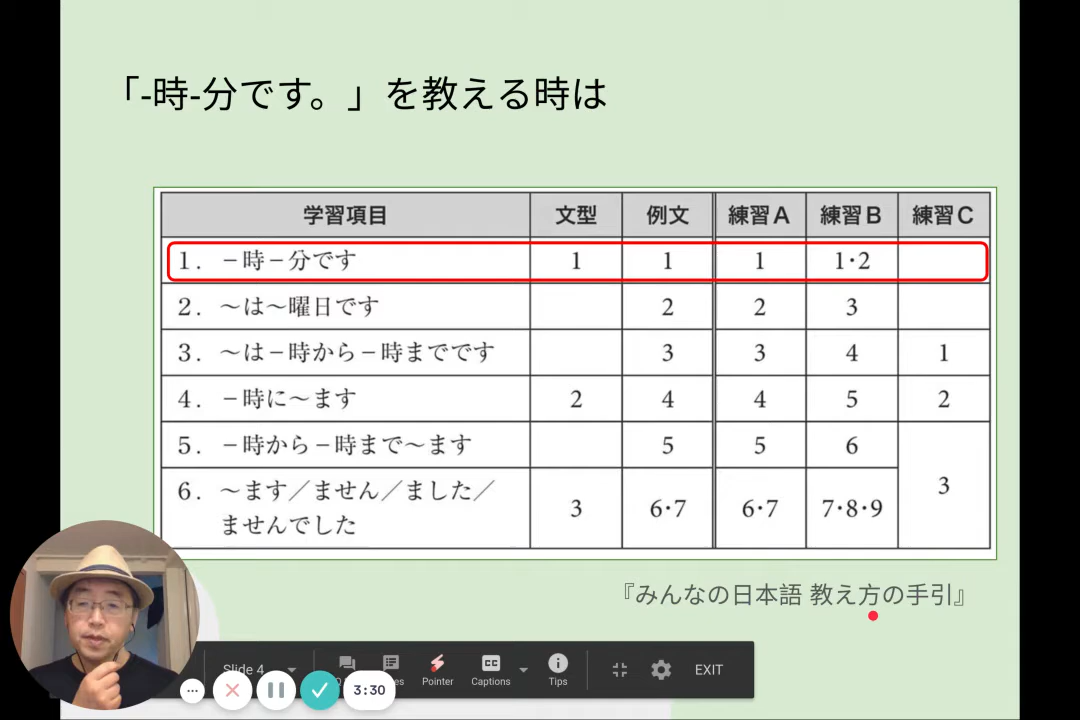 「-時-分です。」を教える時は
学習項目 文型 例文 練習A 練習B 練習C
1. －時－分です 1 1 1 1·2
2. ～は～曜日です 2 2 3
3. ～は－時から－時までです 3 3 4 1
4. －時に～ます 2 4 4 5 2
5. －時から－時まで～ます 5 5 6
6. ～ます／ません／ました／
ませんでした 3 6·7 6·7 7·8·9 3
『みんなの日本語 教え方の手引』
Slide 4
Pointer Captions Tips EXIT
3:30